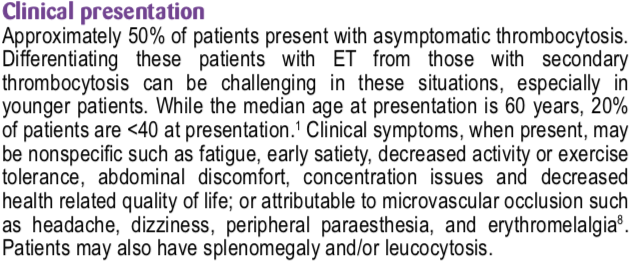 Clinical presentation
Approximately 50% of patients present with asymptomatic thrombocytosis.
Differentiating these patients with ET from those with secondary
thrombocytosis can be challenging in these situations, especially in
younger patients. While the median age at presentation is 60 years, 20%
of patients are <40 at presentation.¹ Clinical symptoms, when present, may
be nonspecific such as fatigue, early satiety, decreased activity or exercise
tolerance, abdominal discomfort, concentration issues and decreased
health related quality of life; or attributable to microvascular occlusion such
as headache, dizziness, peripheral paraesthesia, and erythromelalgia⁸.
Patients may also have splenomegaly and/or leucocytosis.